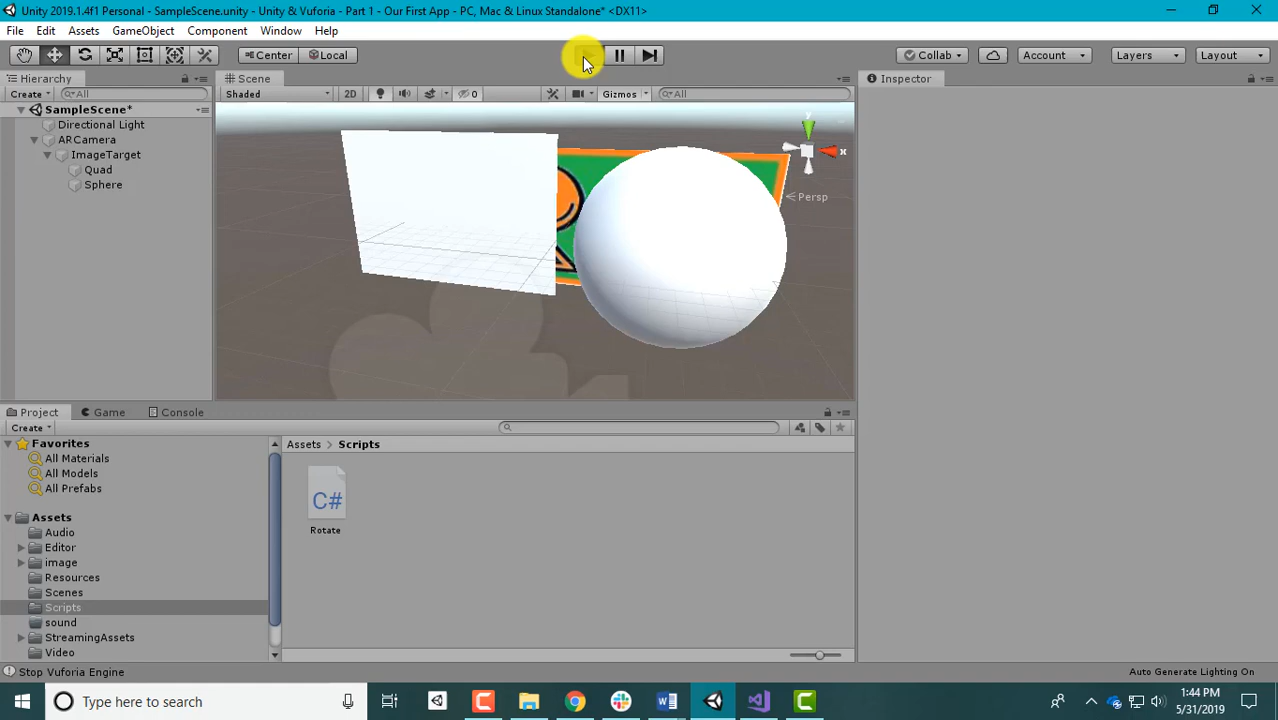 Unity 2019.1.4f1 Personal - SampleScene.unity - Unity & Vuforia - Part 1 - Our First App - PC, Mac & Linux Standalone* <DX11>
File Edit Assets GameObject Component Window Help
Center Local Collab Account Layers Layout
Hierarchy Scene Inspector
Create All Shaded 2D 0 Gizmos All
SampleScene*
Directional Light
ARCamera
ImageTarget
Quad
Sphere
y
x
Persp
Project Game Console
Create
Favorites
All Materials
All Models
All Prefabs
Assets
Audio
Editor
image
Resources
Scenes
Scripts
sound
StreamingAssets
Video
Assets > Scripts
C#
Rotate
Stop Vuforia Engine
Auto Generate Lighting On
Type here to search
1:44 PM
5/31/2019